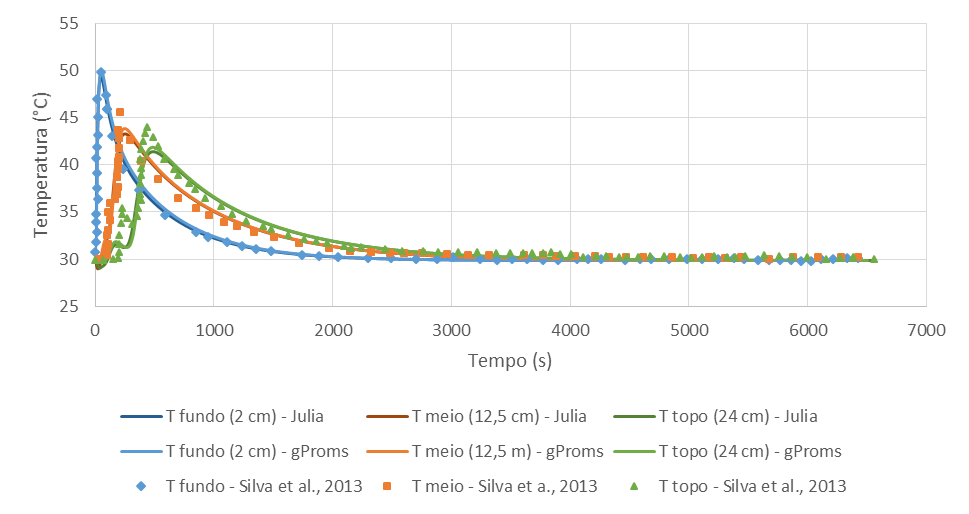 55
50
45
40
35
30
25
Temperatura (°C)
0 1000 2000 3000 4000 5000 6000 7000
Tempo (s)
T fundo (2 cm) - Julia T meio (12,5 cm) - Julia T topo (24 cm) - Julia
T fundo (2 cm) - gProms T meio (12,5 m) - gProms T topo (24 cm) - gProms
T fundo - Silva et al., 2013 T meio - Silva et a., 2013 T topo - Silva et al., 2013